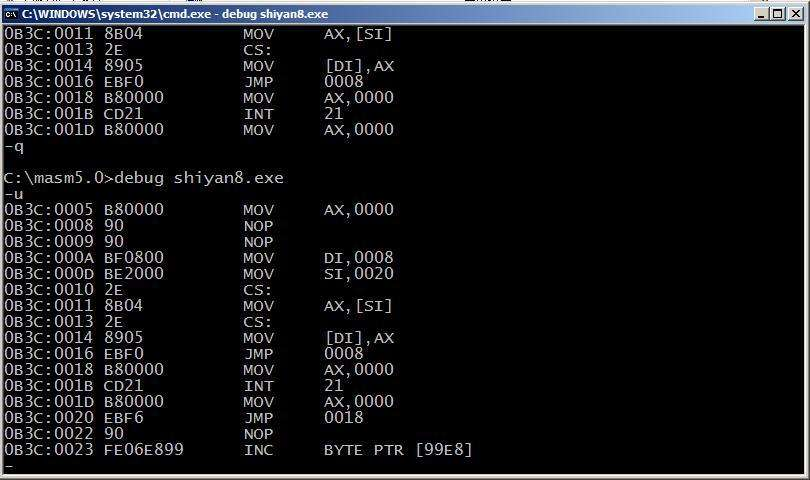 C:\WINDOWS\system32\cmd.exe - debug shiyan8.exe
0B3C:0011 8B04 MOV AX,[SI]
0B3C:0013 2E CS:
0B3C:0014 8905 MOV [DI],AX
0B3C:0016 EBF0 JMP 0008
0B3C:0018 B80000 MOV AX,0000
0B3C:001B CD21 INT 21
0B3C:001D B80000 MOV AX,0000
-q
C:\masm5.0>debug shiyan8.exe
-u
0B3C:0005 B80000 MOV AX,0000
0B3C:0008 90 NOP
0B3C:0009 90 NOP
0B3C:000A BF0800 MOV DI,0008
0B3C:000D BE2000 MOV SI,0020
0B3C:0010 2E CS:
0B3C:0011 8B04 MOV AX,[SI]
0B3C:0013 2E CS:
0B3C:0014 8905 MOV [DI],AX
0B3C:0016 EBF0 JMP 0008
0B3C:0018 B80000 MOV AX,0000
0B3C:001B CD21 INT 21
0B3C:001D B80000 MOV AX,0000
0B3C:0020 EBF6 JMP 0018
0B3C:0022 90 NOP
0B3C:0023 FE06E899 INC BYTE PTR [99E8]
-